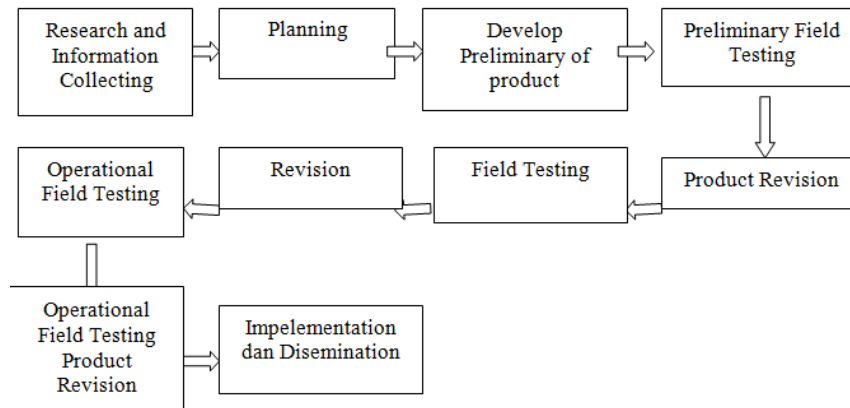 Research and
Information
Collecting
Planning
Develop
Preliminary of
product
Preliminary Field
Testing
Product Revision
Field Testing
Revision
Operational
Field Testing
Operational
Field Testing
Product
Revision
Impelementation
dan Disemination